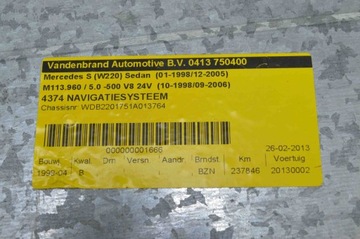 Vandenbrand Automotive B.V. 0413 750400
Mercedes S (W220) Sedan (01-1998/12-2005)
M113.960 / 5.0 -500 V8 24V (10-1998/09-2006)
4374 NAVIGATIESYSTEEM
Chassisnr WDB2201751A013764
000000001666 26-02-2013
Bouwj. Kwal Dm Versn. Aandr. Brndst Km Voertuig
1999-04 B BZN 237846 20130002